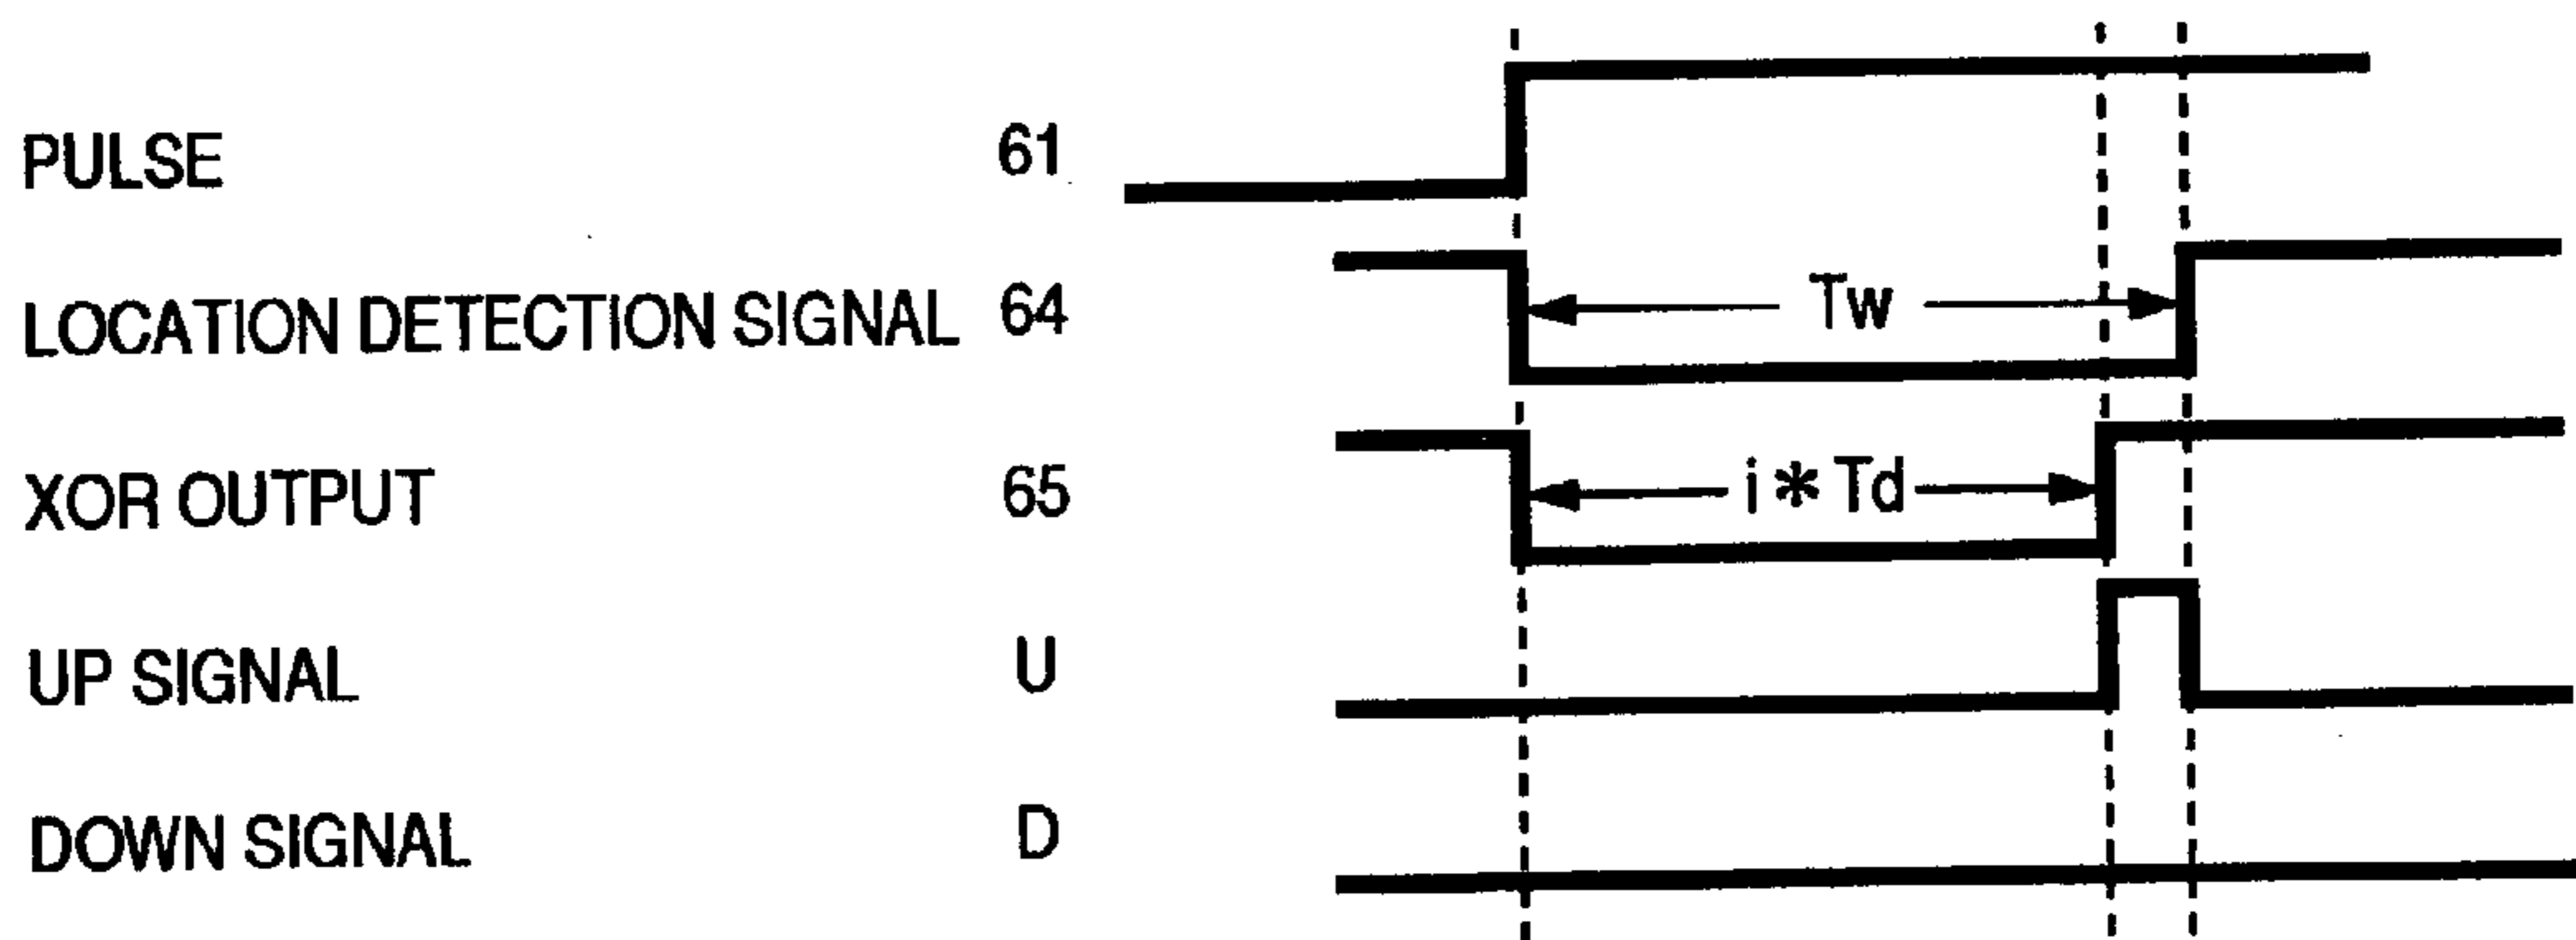 PULSE 61
LOCATION DETECTION SIGNAL 64
Tw
XOR OUTPUT 65
i * Td
UP SIGNAL U
DOWN SIGNAL D